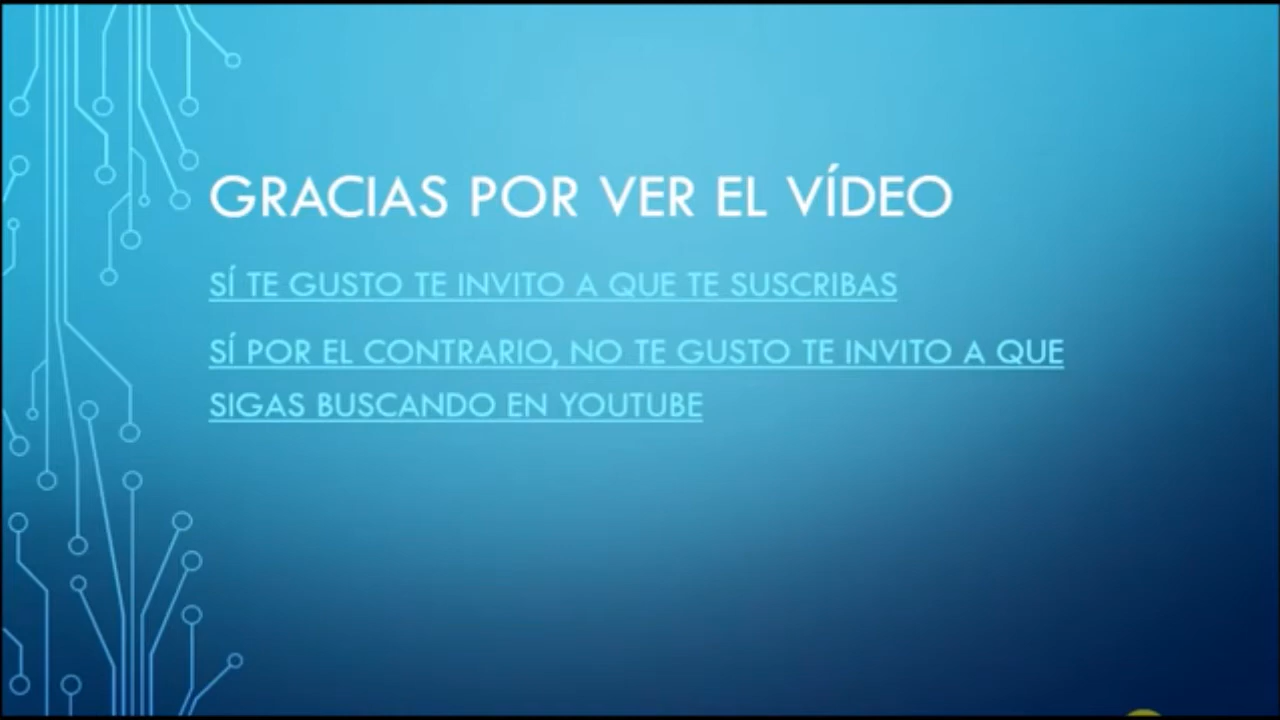 GRACIAS POR VER EL VÍDEO
SÍ TE GUSTO TE INVITO A QUE TE SUSCRIBAS
SÍ POR EL CONTRARIO, NO TE GUSTO TE INVITO A QUE
SIGAS BUSCANDO EN YOUTUBE